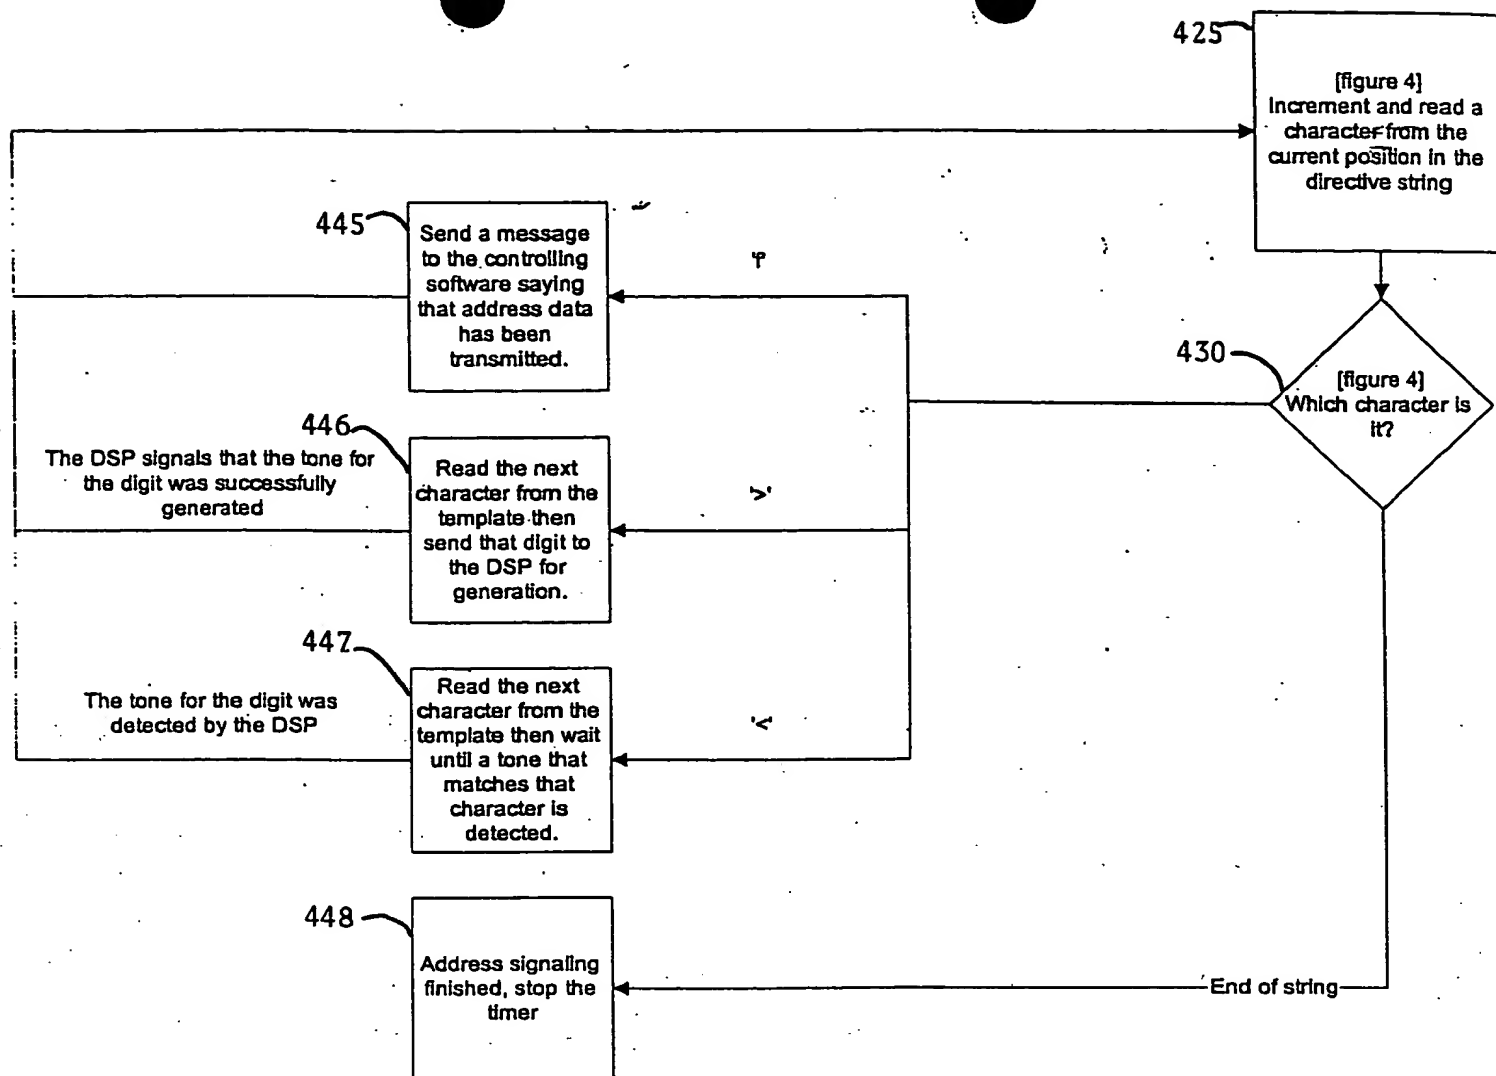 425
[figure 4]
Increment and read a
character from the
current position in the
directive string
445
Send a message
to the controlling
software saying
that address data
has been
transmitted.
430
[figure 4]
Which character is
it?
446
The DSP signals that the tone for
the digit was successfully
generated
Read the next
character from the
template then
send that digit to
the DSP for
generation.
'>'
447
The tone for the digit was
detected by the DSP
Read the next
character from the
template then wait
until a tone that
matches that
character is
detected.
'<'
448
Address signaling
finished, stop the
timer
End of string